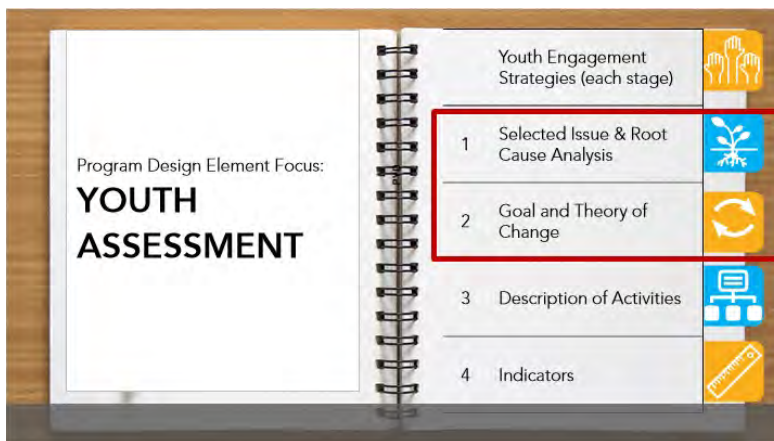 Program Design Element Focus:
YOUTH
ASSESSMENT
Youth Engagement
Strategies (each stage)
1 Selected Issue & Root
Cause Analysis
2 Goal and Theory of
Change
3 Description of Activities
4 Indicators